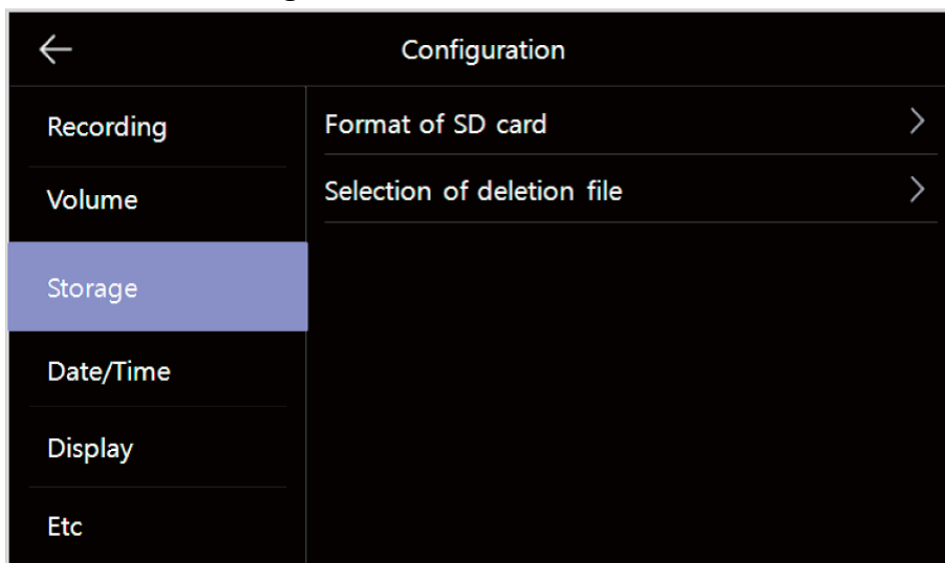 Configuration
Recording
Volume
Storage
Date/Time
Display
Etc
Format of SD card
Selection of deletion file